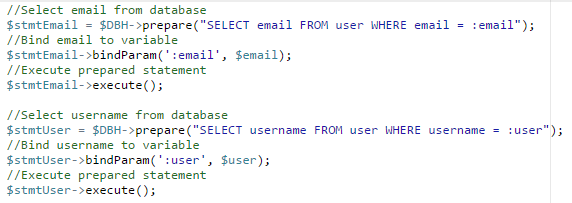 //Select email from database
$stmtEmail = $DBH->prepare("SELECT email FROM user WHERE email = :email");
//Bind email to variable
$stmtEmail->bindParam(':email', $email);
//Execute prepared statement
$stmtEmail->execute();
//Select username from database
$stmtUser = $DBH->prepare("SELECT username FROM user WHERE username = :user");
//Bind username to variable
$stmtUser->bindParam(':user', $user);
//Execute prepared statement
$stmtUser->execute();